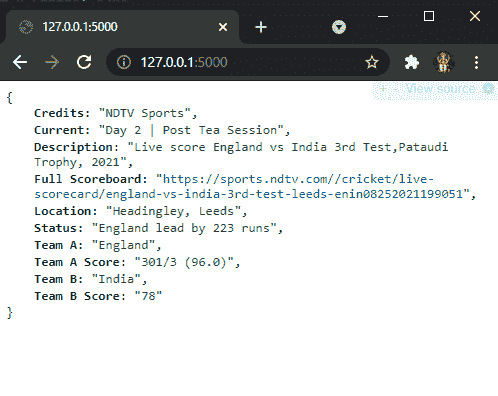 127.0.0.1:5000
127.0.0.1:5000
+ - View source
{
Credits: "NDTV Sports",
Current: "Day 2 | Post Tea Session",
Description: "Live score England vs India 3rd Test,Pataudi
Trophy, 2021",
Full Scoreboard: "https://sports.ndtv.com//cricket/live-
scorecard/england-vs-india-3rd-test-leeds-enin08252021199051",
Location: "Headingley, Leeds",
Status: "England lead by 223 runs",
Team A: "England",
Team A Score: "301/3 (96.0)",
Team B: "India",
Team B Score: "78"
}